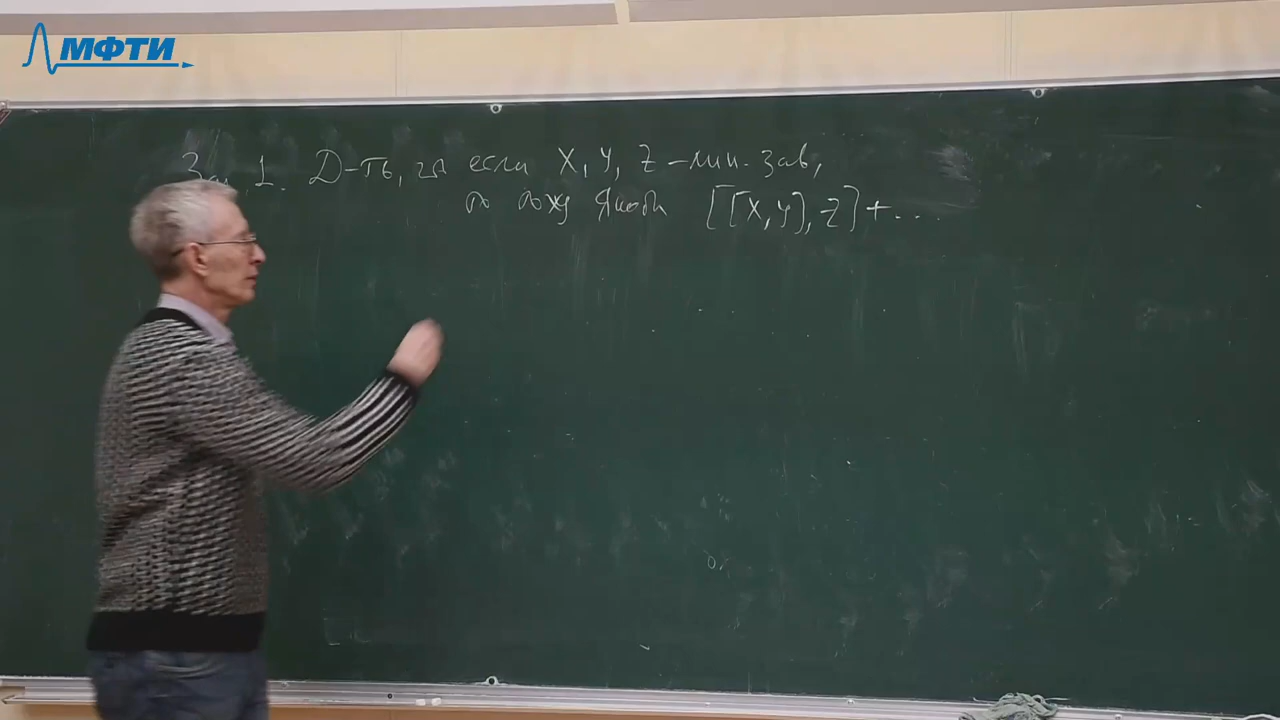 МФТИ
Зад 1. Д-ть, что если X, Y, Z – лин. зав,
то тожд Якоби [[X,Y],Z]+...